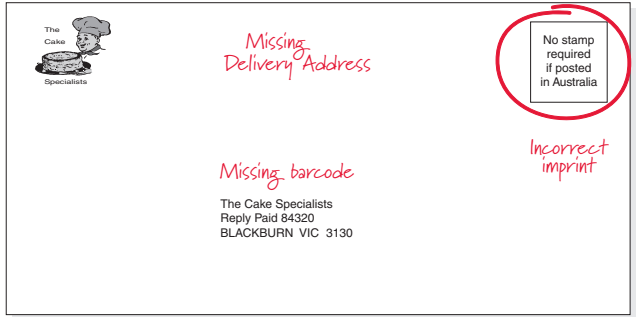 The
Cake
Specialists
Missing
Delivery Address
No stamp
required
if posted
in Australia
Incorrect
imprint
Missing barcode
The Cake Specialists
Reply Paid 84320
BLACKBURN VIC 3130